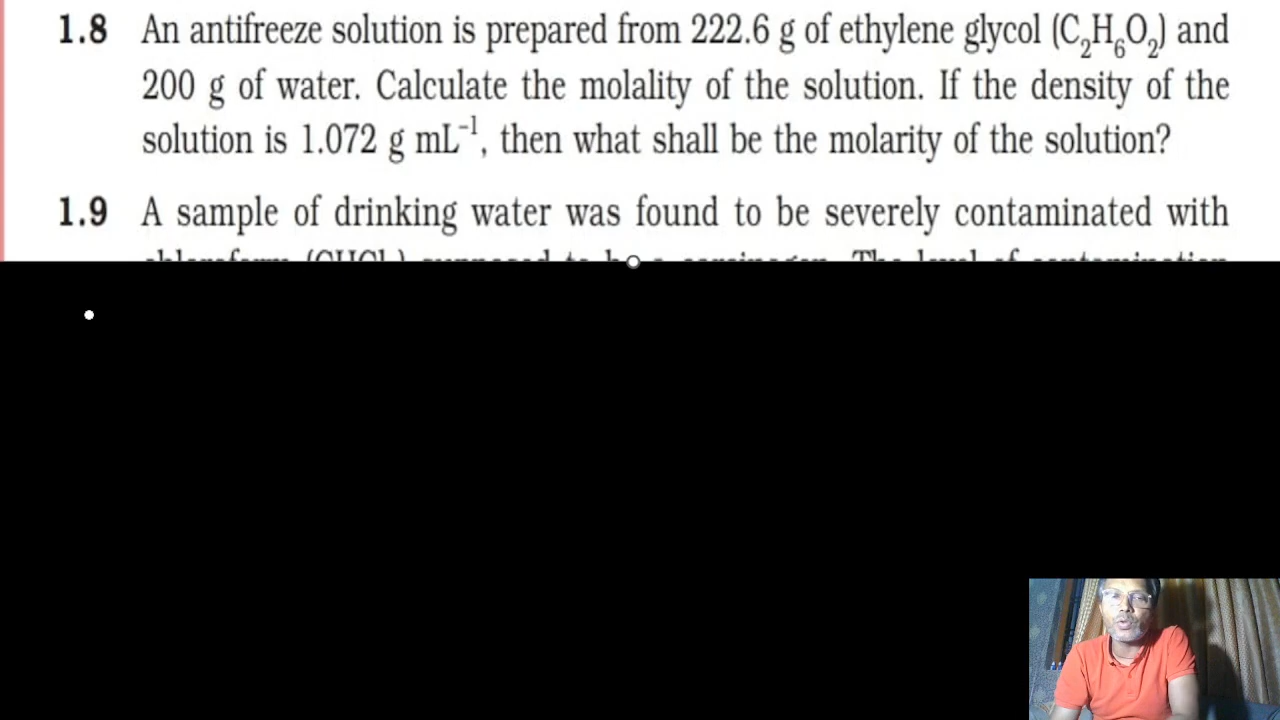 1.8 An antifreeze solution is prepared from 222.6 g of ethylene glycol (C₂H₆O₂) and
200 g of water. Calculate the molality of the solution. If the density of the
solution is 1.072 g mL⁻¹, then what shall be the molarity of the solution?
1.9 A sample of drinking water was found to be severely contaminated with